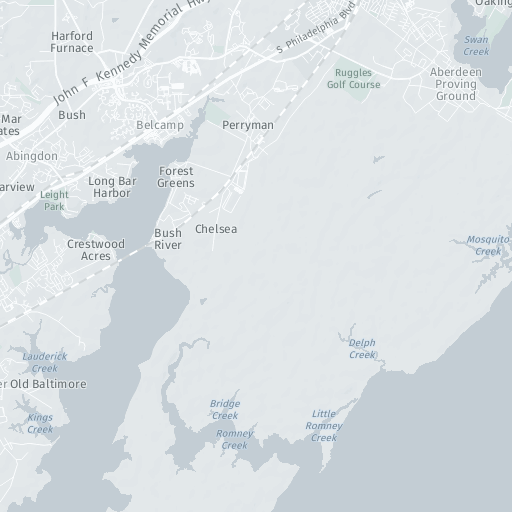 Oaking
Harford
Furnace
John F Kennedy Memorial Hwy
S Philadelphia Blvd
Swan
Creek
Ruggles
Golf Course
Aberdeen
Proving
Ground
Mar
ates
Bush
Belcamp
Perryman
Abingdon
Forest
Greens
Long Bar
Harbor
arview
Leight
Park
Chelsea
Bush
River
Crestwood
Acres
Mosquito
Creek
Delph
Creek
Lauderick
Creek
er Old Baltimore
Bridge
Creek
Kings
Creek
Little
Romney
Creek
Romney
Creek